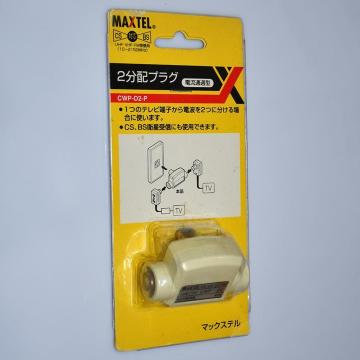 MAXTEL
CS BS
2分配プラグ 電流通過型
CWP-D2-P
●1つのテレビ端子から電波を2つに分ける場
合に使います。
●CS、BS衛星受信にも使用できます。
TV
本品
TV
マックステル